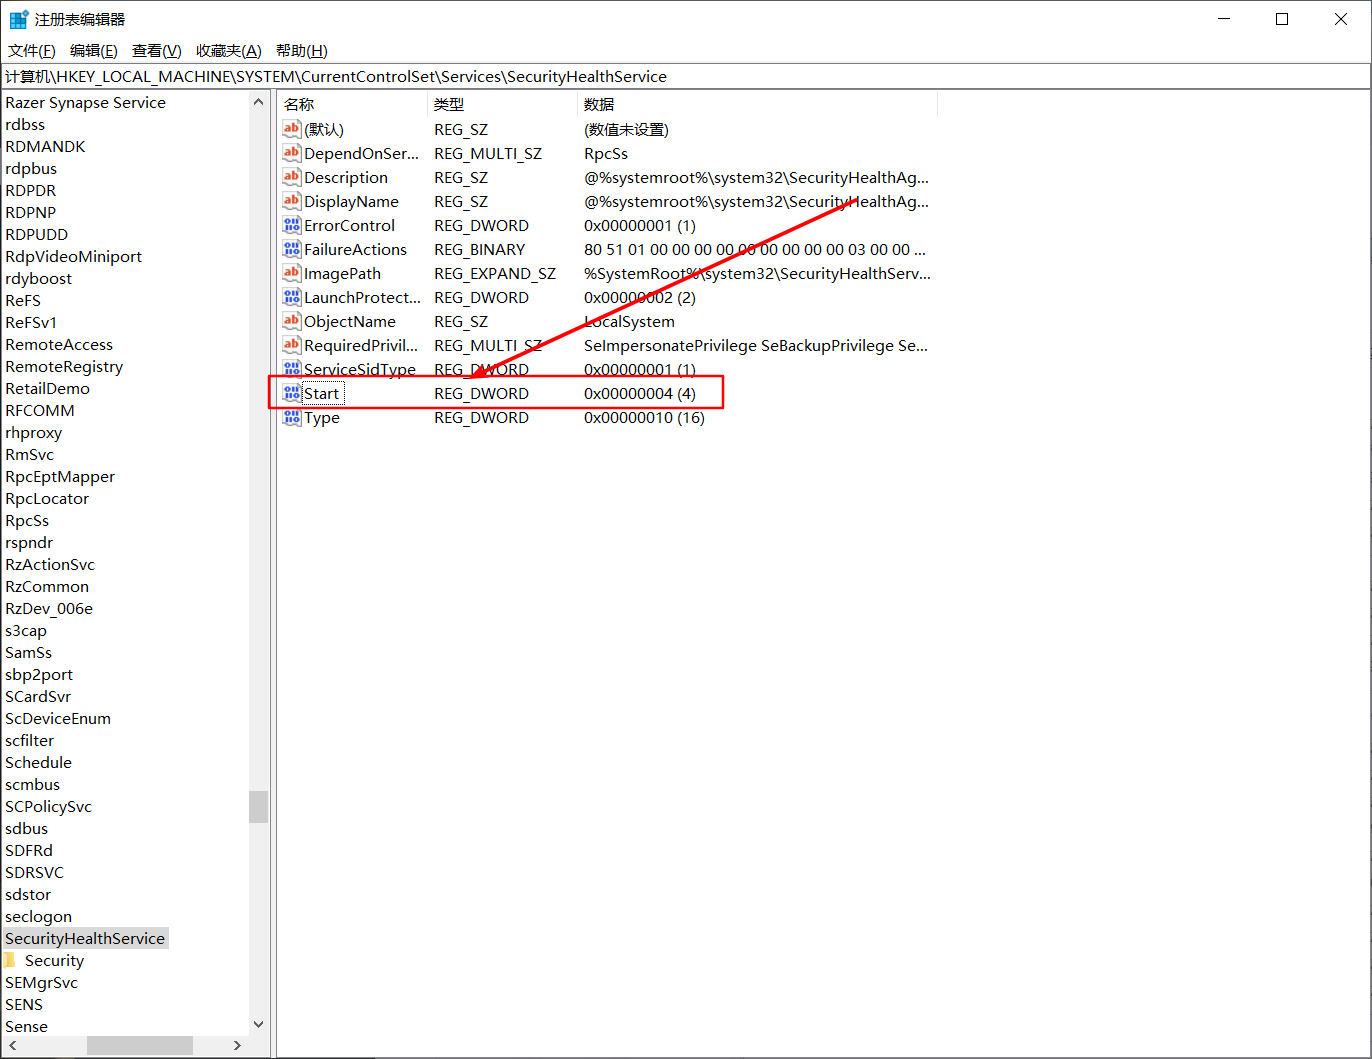 注册表编辑器
文件(F) 编辑(E) 查看(V) 收藏夹(A) 帮助(H)
计算机\HKEY_LOCAL_MACHINE\SYSTEM\CurrentControlSet\Services\SecurityHealthService
Razer Synapse Service
rdbss
RDMANDK
rdpbus
RDPDR
RDPNP
RDPUDD
RdpVideoMiniport
rdyboost
ReFS
ReFSv1
RemoteAccess
RemoteRegistry
RetailDemo
RFCOMM
rhproxy
RmSvc
RpcEptMapper
RpcLocator
RpcSs
rspndr
RzActionSvc
RzCommon
RzDev_006e
s3cap
SamSs
sbp2port
SCardSvr
ScDeviceEnum
scfilter
Schedule
scmbus
SCPolicySvc
sdbus
SDFRd
SDRSVC
sdstor
seclogon
SecurityHealthService
Security
SEMgrSvc
SENS
Sense
名称 类型 数据
(默认) REG_SZ (数值未设置)
DependOnSer... REG_MULTI_SZ RpcSs
Description REG_SZ @%systemroot%\system32\SecurityHealthAg...
DisplayName REG_SZ @%systemroot%\system32\SecurityHealthAg...
ErrorControl REG_DWORD 0x00000001 (1)
FailureActions REG_BINARY 80 51 01 00 00 00 00 00 00 00 00 00 03 00 00 ...
ImagePath REG_EXPAND_SZ %SystemRoot%\system32\SecurityHealthServ...
LaunchProtect... REG_DWORD 0x00000002 (2)
ObjectName REG_SZ LocalSystem
RequiredPrivil... REG_MULTI_SZ SeImpersonatePrivilege SeBackupPrivilege Se...
ServiceSidType REG_DWORD 0x00000001 (1)
Start REG_DWORD 0x00000004 (4)
Type REG_DWORD 0x00000010 (16)